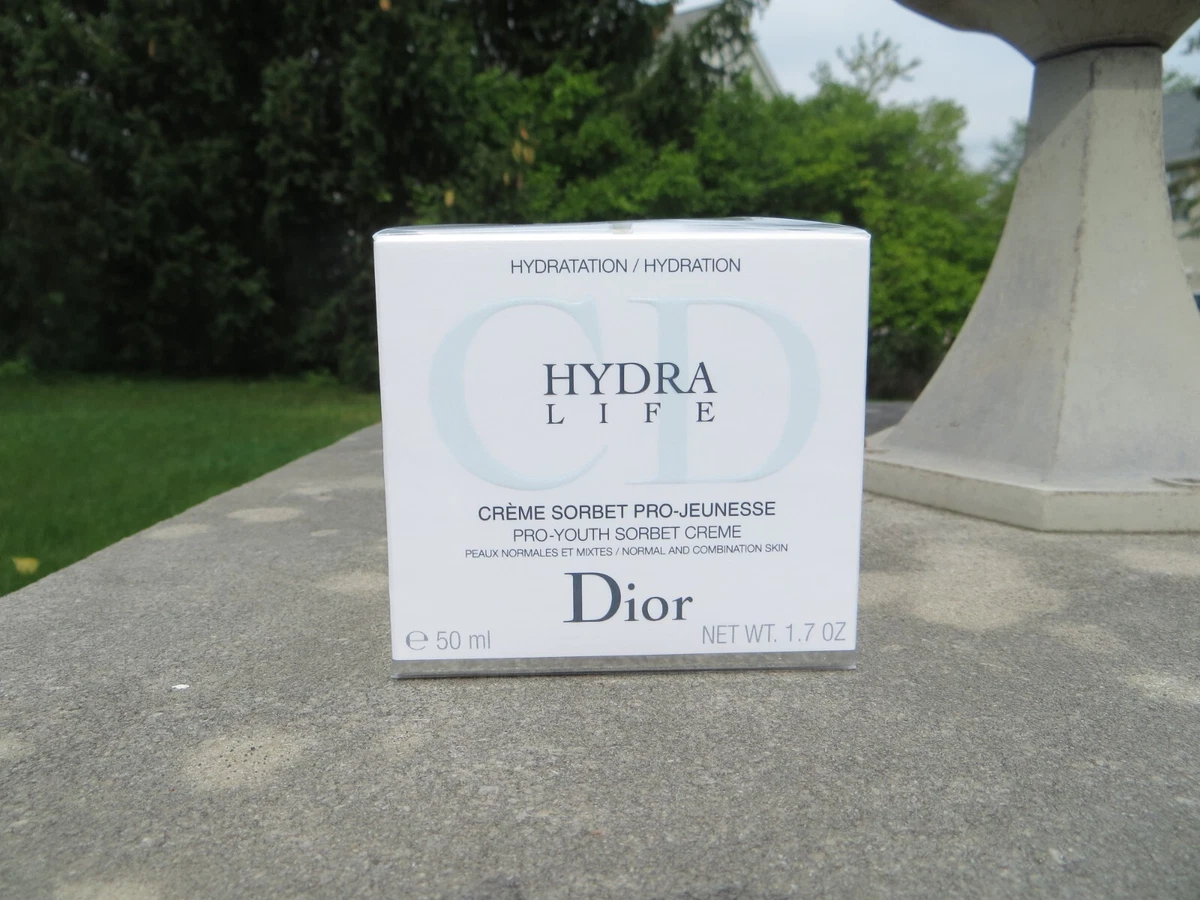 HYDRATATION / HYDRATION
CD
HYDRA
LIFE
CRÈME SORBET PRO-JEUNESSE
PRO-YOUTH SORBET CREME
PEAUX NORMALES ET MIXTES / NORMAL AND COMBINATION SKIN
Dior
℮ 50 ml NET WT. 1.7 OZ